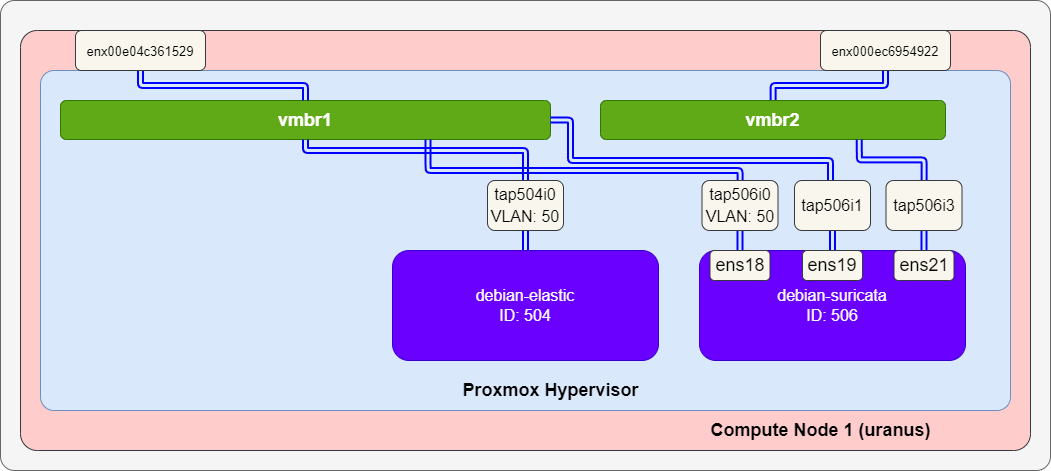 enx00e04c361529
enx000ec6954922
vmbr1
vmbr2
tap504i0
VLAN: 50
tap506i0
VLAN: 50
tap506i1
tap506i3
ens18
ens19
ens21
debian-elastic
ID: 504
debian-suricata
ID: 506
Proxmox Hypervisor
Compute Node 1 (uranus)